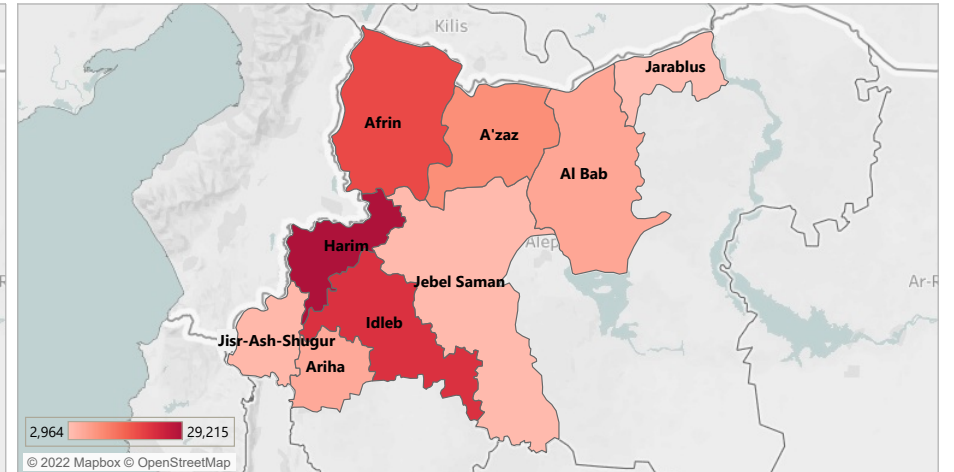 Kilis
Jarablus
Afrin
A'zaz
Al Bab
Harim
Alep
Jebel Saman
Ar-R
Idleb
Jisr-Ash-Shugur
Ariha
2,964
29,215
© 2022 Mapbox © OpenStreetMap